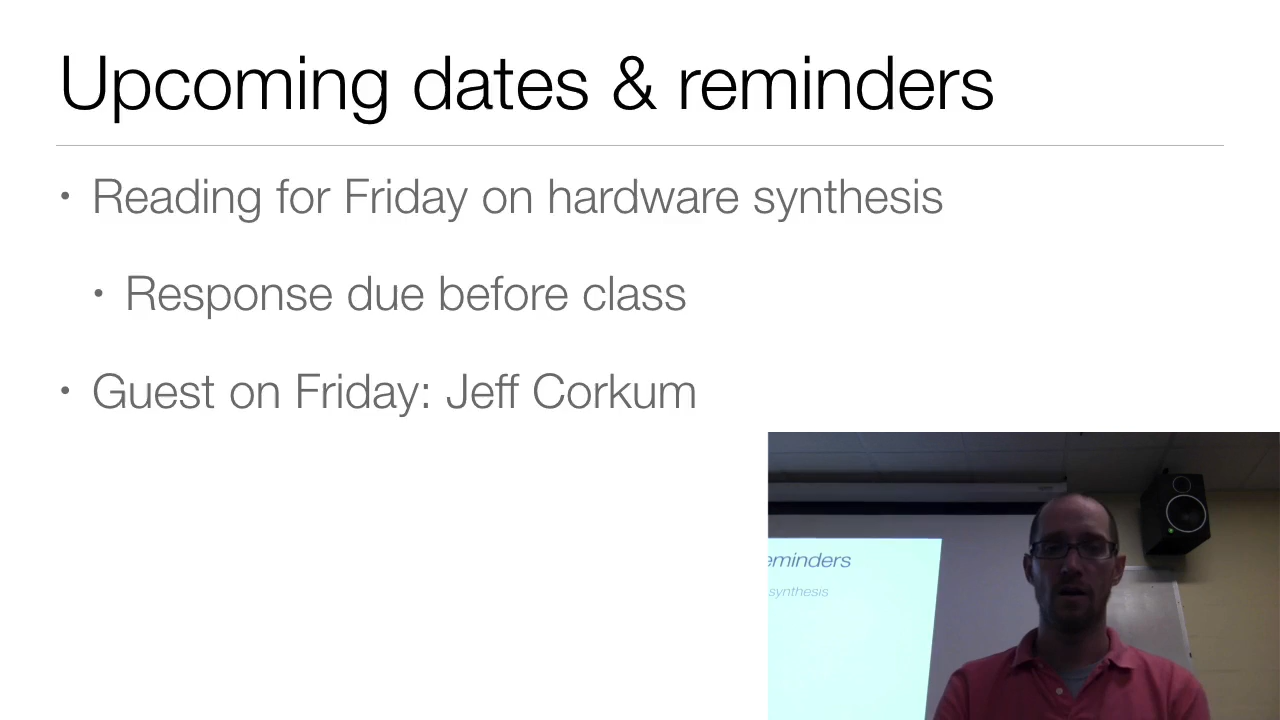 Upcoming dates & reminders
• Reading for Friday on hardware synthesis
• Response due before class
• Guest on Friday: Jeff Corkum
eminders
synthesis